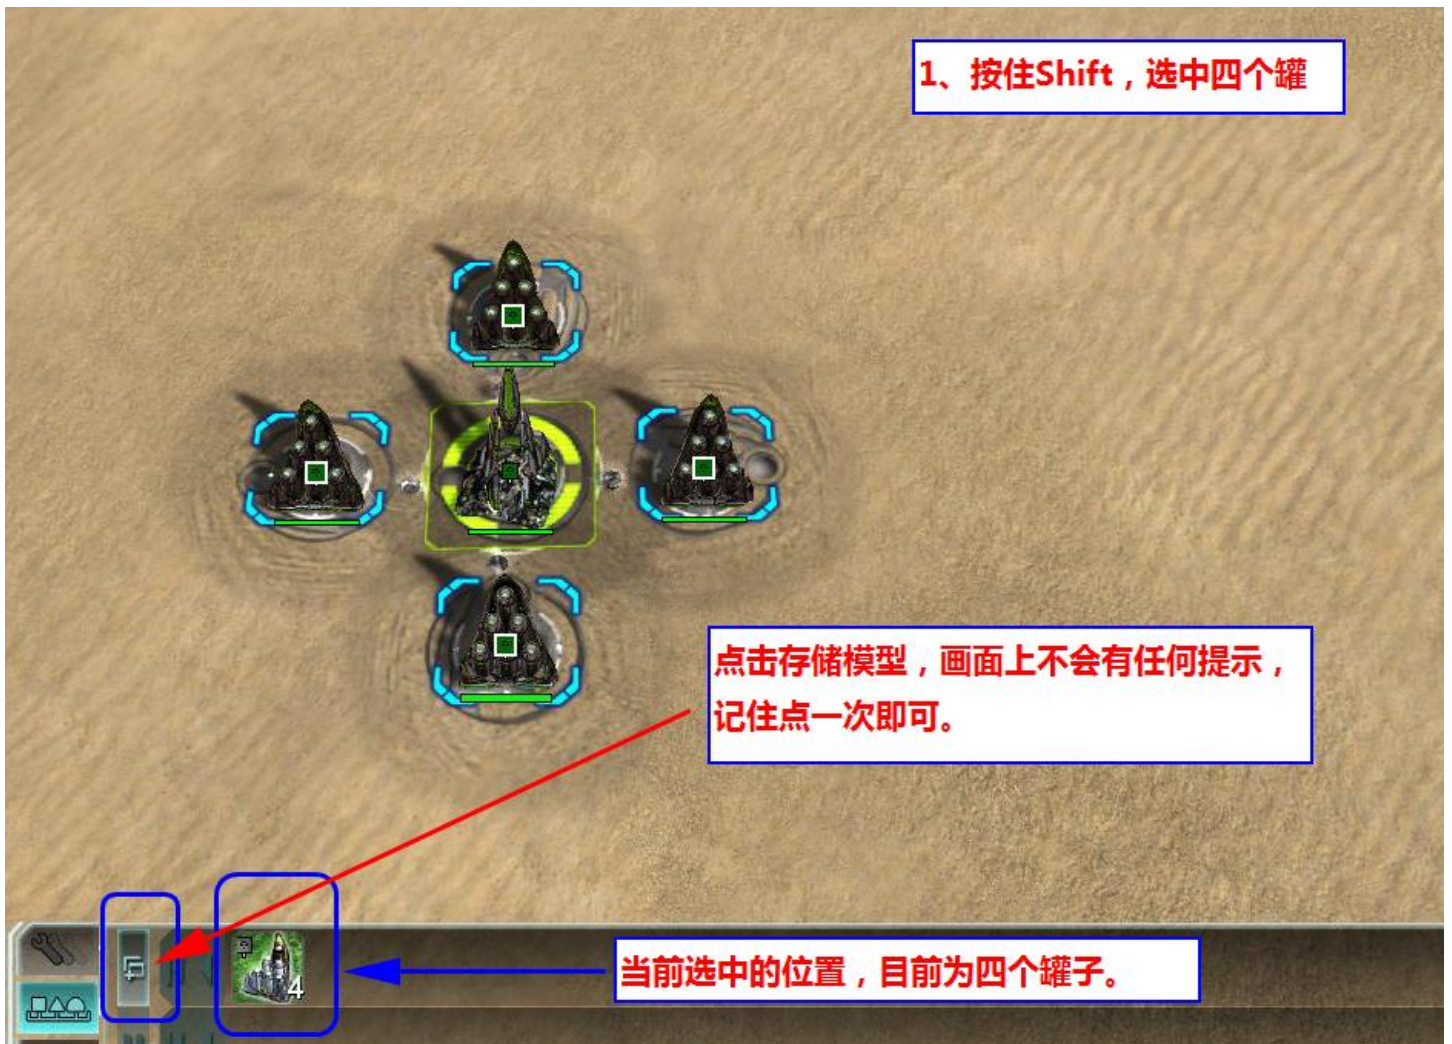 1、按住Shift，选中四个罐
点击存储模型，画面上不会有任何提示，
记住点一次即可。
4
当前选中的位置，目前为四个罐子。